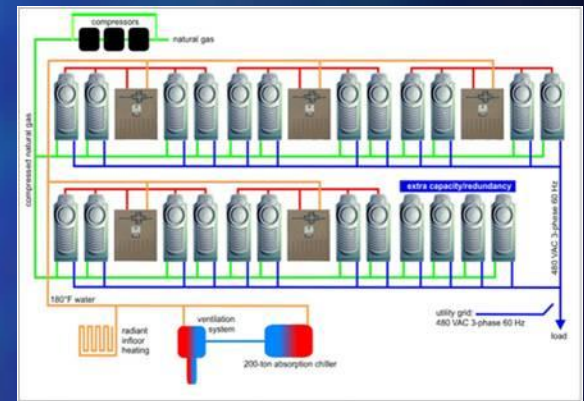 compressors
natural gas
compressed natural gas
extra capacity/redundancy
480 VAC 3-phase 60 Hz
180°F water
radiant
infloor
heating
ventilation
system
200-ton absorption chiller
utility grid:
480 VAC 3-phase 60 Hz
load